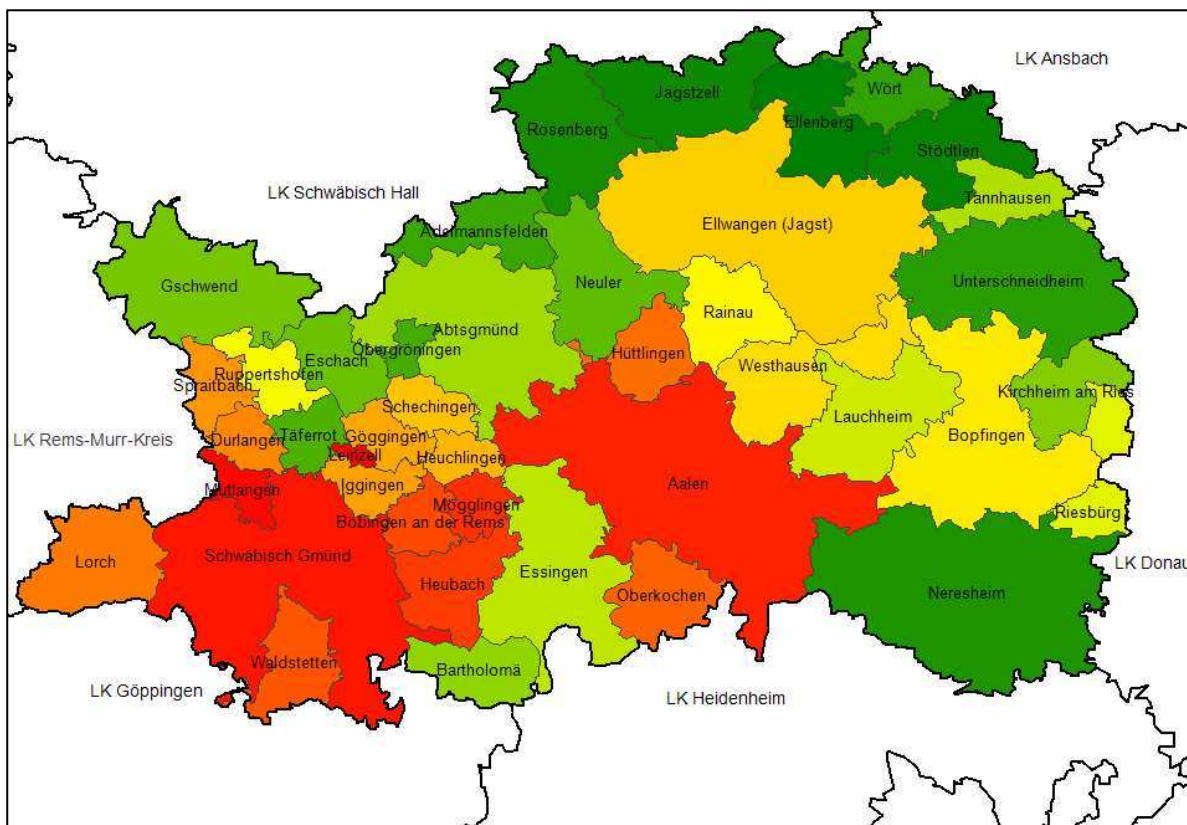 LK Ansbach
Jagstzell
Wört
Rosenberg
Ellenberg
Stödtlen
LK Schwäbisch Hall
Tannhausen
Adelmannsfelden
Ellwangen (Jagst)
Gschwend
Neuler
Unterschneidheim
Rainau
Abtsgmünd
Obergröningen
Hüttlingen
Eschach
Westhausen
Ruppertshofen
Spraitbach
Kirchheim am Ries
Schechingen
Lauchheim
LK Rems-Murr-Kreis
Durlangen
Täferrot
Göggingen
Bopfingen
Leinzell
Heuchlingen
Iggingen
Aalen
Mutlangen
Mögglingen
Böbingen an der Rems
Riesbürg
Lorch
Schwäbisch Gmünd
Essingen
LK Donau
Heubach
Oberkochen
Neresheim
Waldstetten
Bartholomä
LK Göppingen
LK Heidenheim